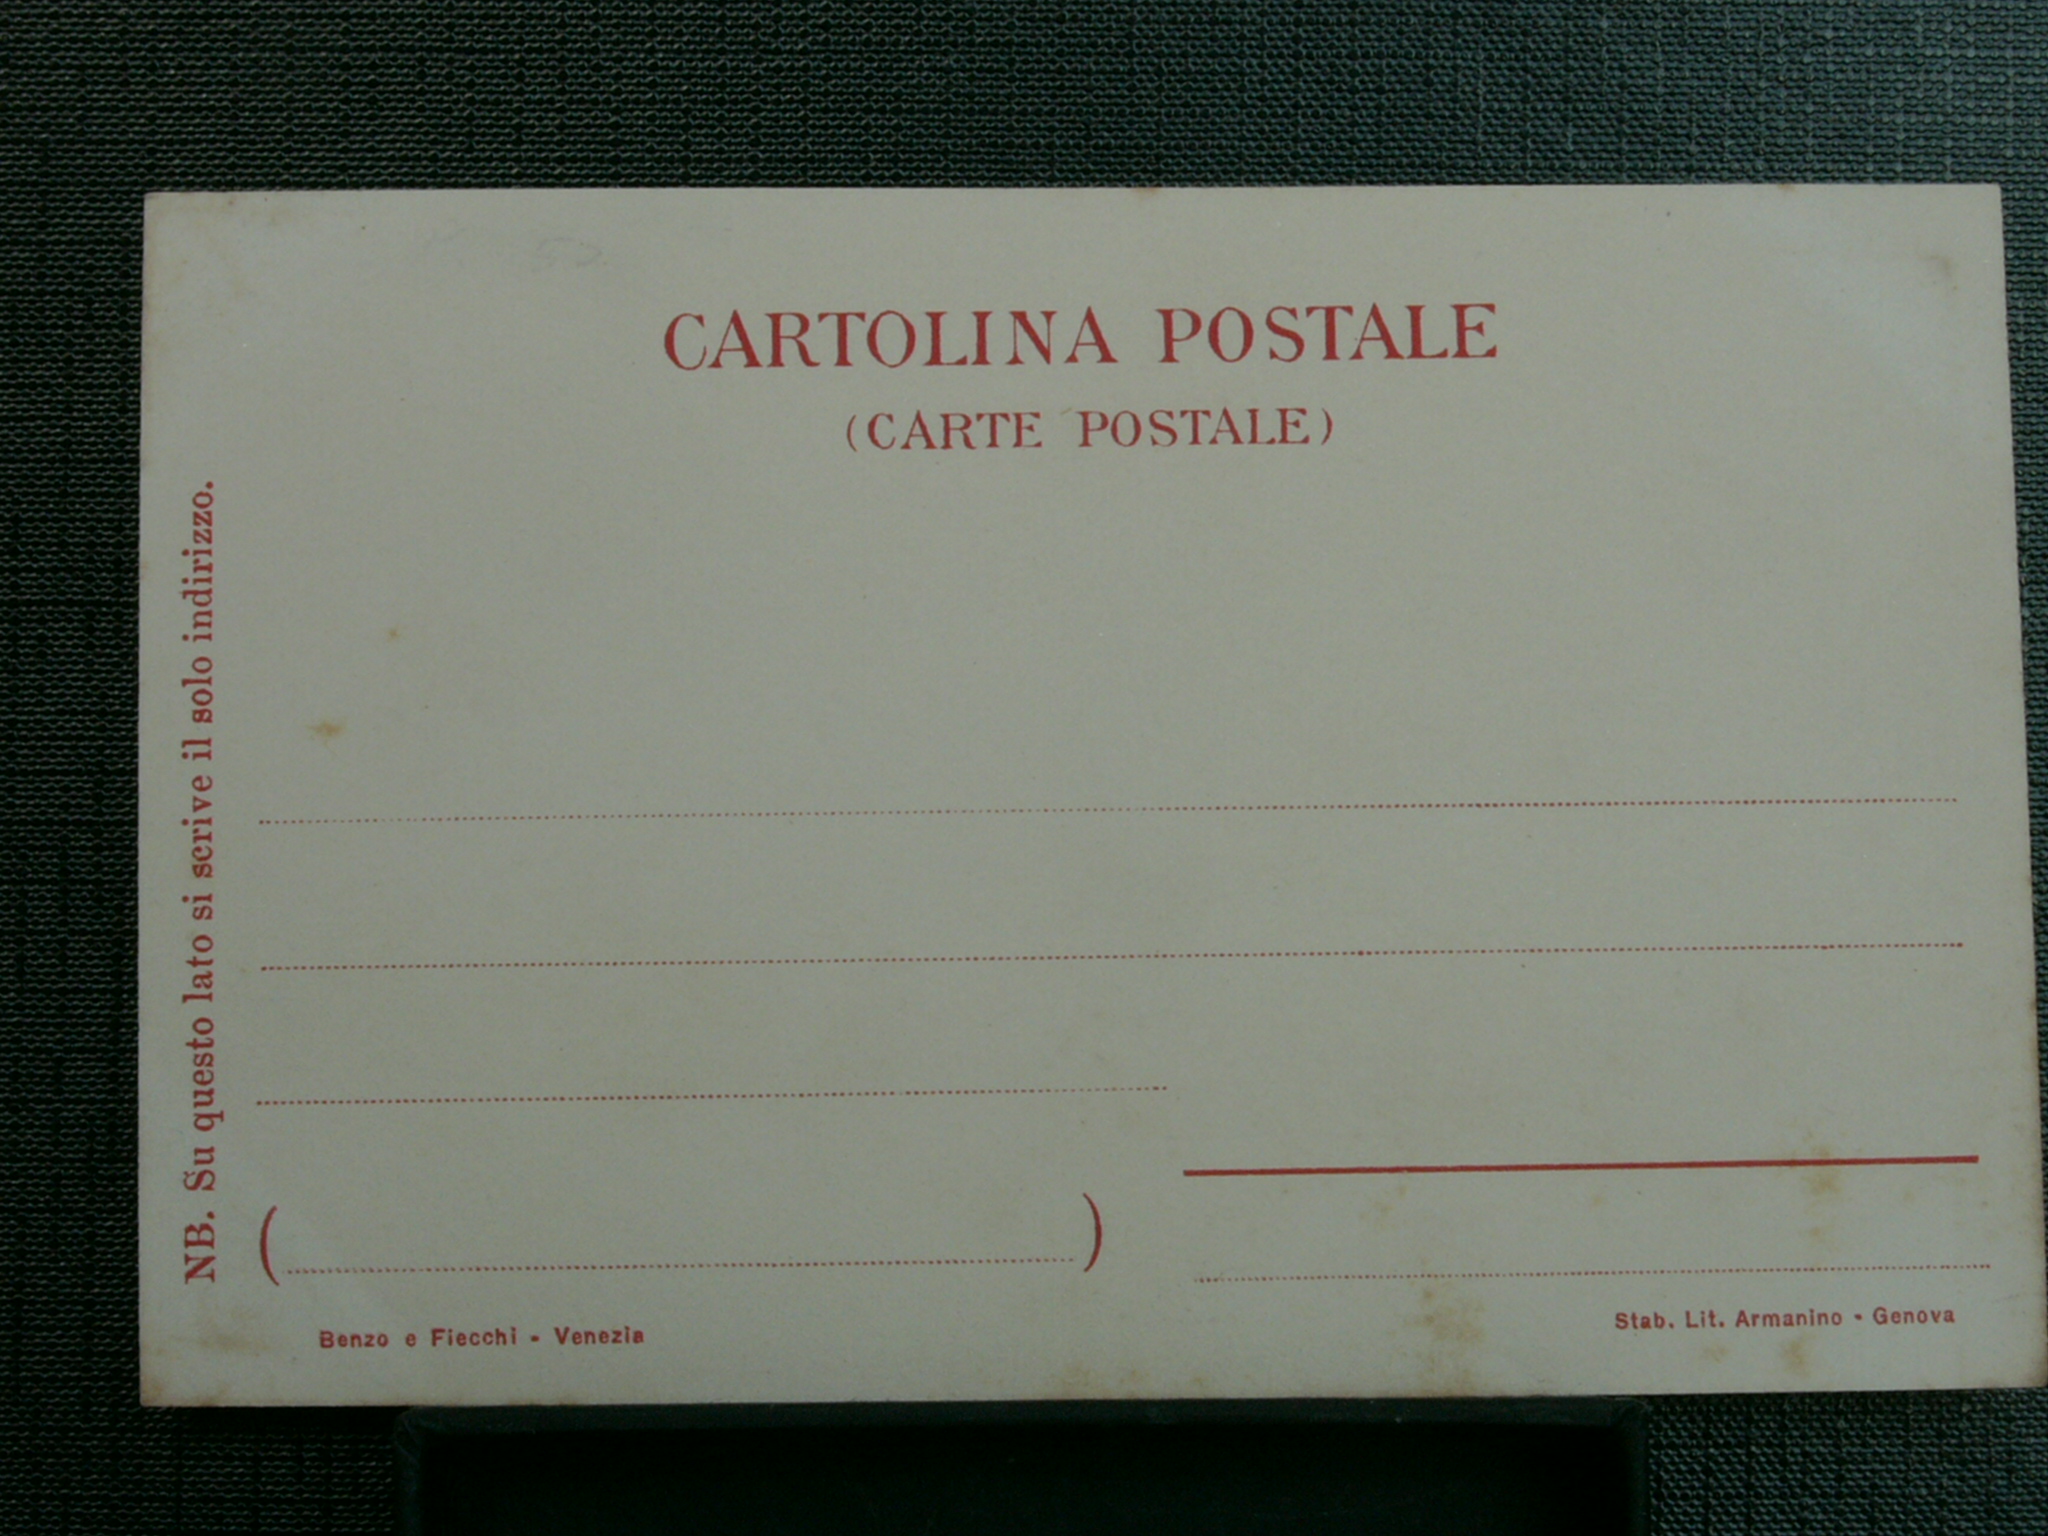 CARTOLINA POSTALE
(CARTE POSTALE)
NB. Su questo lato si scrive il solo indirizzo.
Benzo e Fiecchi - Venezia
Stab. Lit. Armanino - Genova